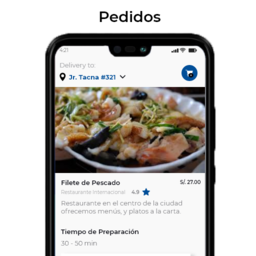 Pedidos
4:21
Delivery to:
Jr. Tacna #321
Filete de Pescado
S/. 27.00
Restaurante Internacional
4.9
Restaurante en el centro de la ciudad
ofrecemos menús, y platos a la carta.
Tiempo de Preparación
30 - 50 min